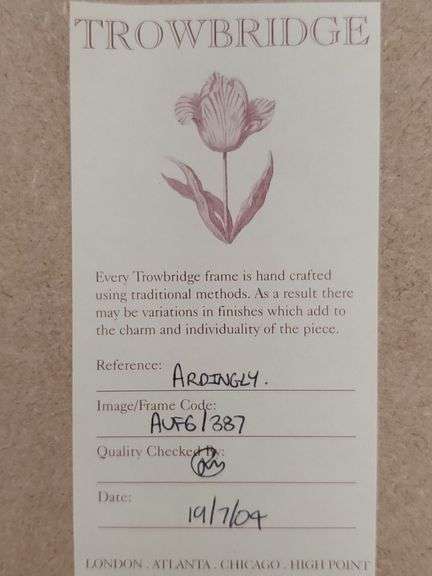 TROWBRIDGE
Every Trowbridge frame is hand crafted
using traditional methods. As a result there
may be variations in finishes which add to
the charm and individuality of the piece.
Reference: ARDINGLY.
Image/Frame Code:
AUF6/387
Quality Checked By:
Date:
19/7/04
LONDON . ATLANTA . CHICAGO . HIGH POINT